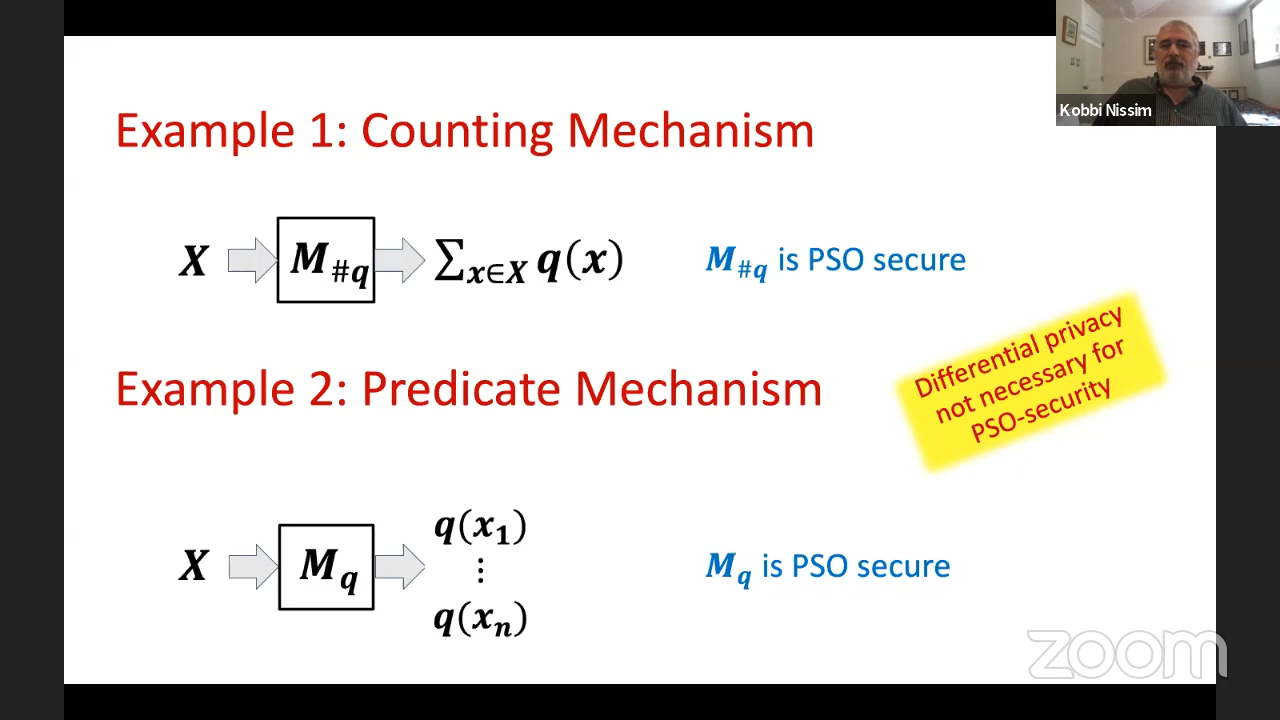 Kobbi Nissim
Example 1: Counting Mechanism
X
M#q
∑x∈X q(x)
M#q is PSO secure
Differential privacy
not necessary for
PSO-security
Example 2: Predicate Mechanism
X
Mq
q(x1)
⋮
q(xn)
Mq is PSO secure
zoom